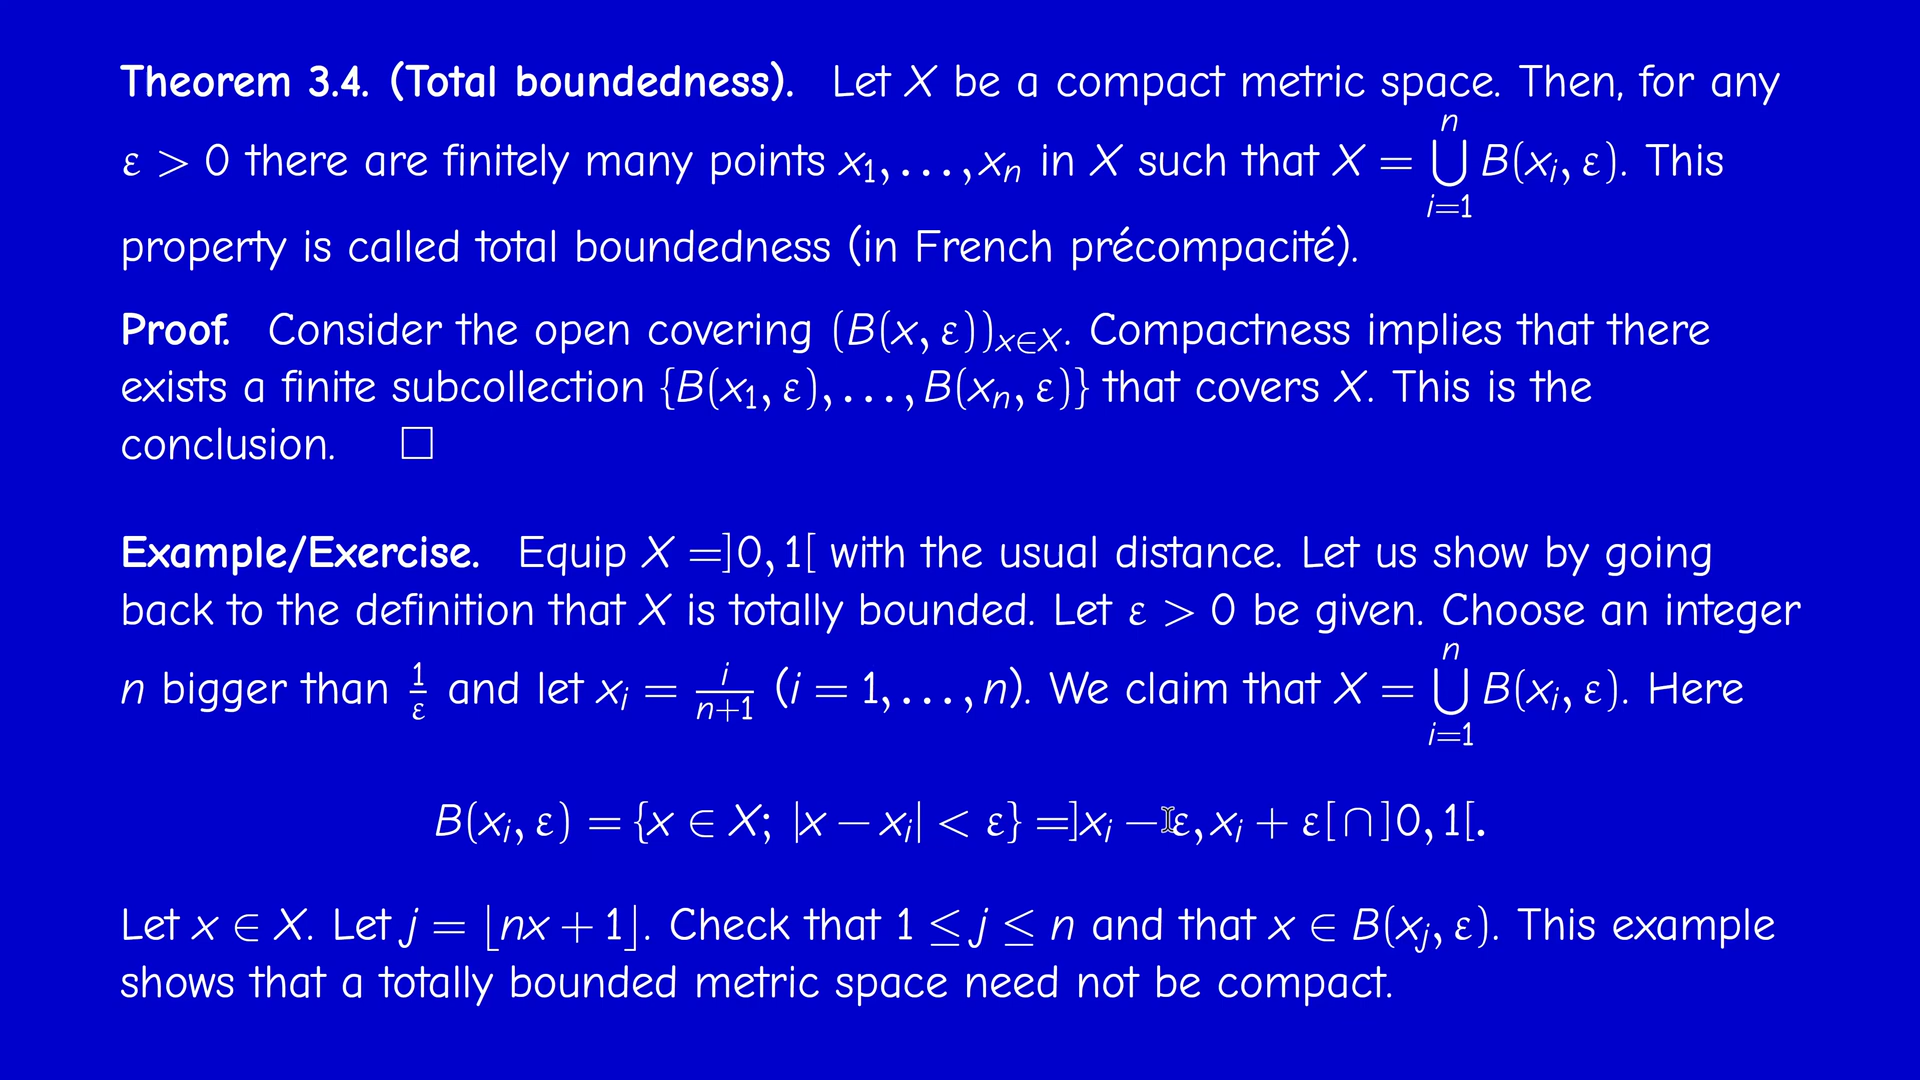 Theorem 3.4. (Total boundedness). Let X be a compact metric space. Then, for any
ε > 0 there are finitely many points x₁, . . . , xₙ in X such that X = ⋃_{i=1}^{n} B(xᵢ, ε). This
property is called total boundedness (in French précompacité).
Proof. Consider the open covering (B(x, ε))_{x∈X}. Compactness implies that there
exists a finite subcollection {B(x₁, ε), . . . , B(xₙ, ε)} that covers X. This is the
conclusion. □
Example/Exercise. Equip X =]0, 1[ with the usual distance. Let us show by going
back to the definition that X is totally bounded. Let ε > 0 be given. Choose an integer
n bigger than 1/ε and let xᵢ = i/(n+1) (i = 1, . . . , n). We claim that X = ⋃_{i=1}^{n} B(xᵢ, ε). Here
B(xᵢ, ε) = {x ∈ X; |x − xᵢ| < ε} =]xᵢ − ε, xᵢ + ε[ ∩ ]0, 1[.
Let x ∈ X. Let j = ⌊nx + 1⌋. Check that 1 ≤ j ≤ n and that x ∈ B(xⱼ, ε). This example
shows that a totally bounded metric space need not be compact.